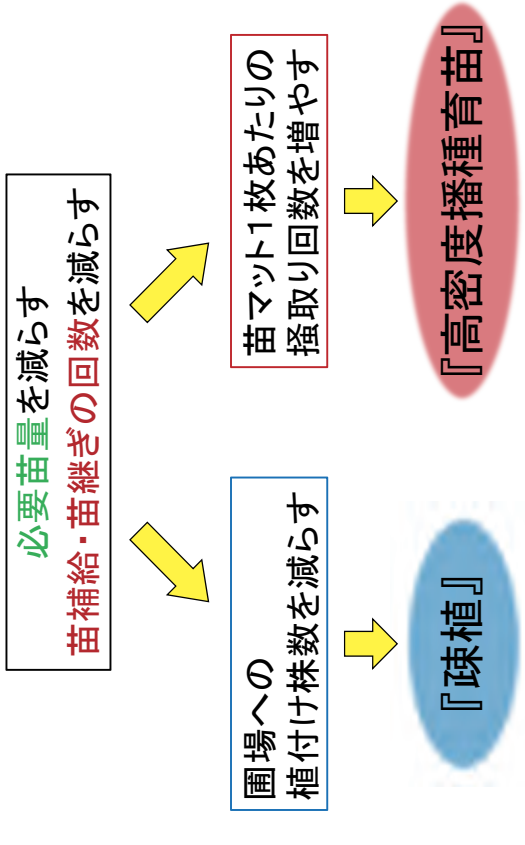 必要苗量を減らす
苗補給・苗継ぎの回数を減らす
圃場への
植付け株数を減らす
『疎植』
苗マット1枚あたりの
掻取り回数を増やす
『高密度播種育苗』